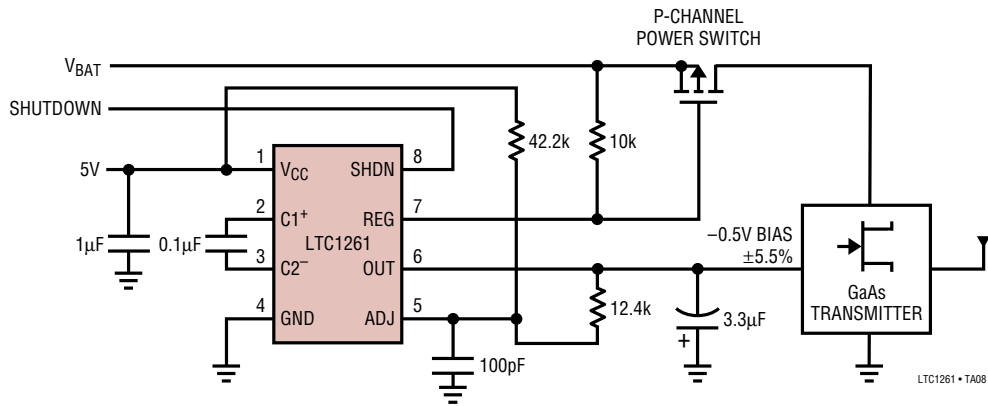 P-CHANNEL
POWER SWITCH
VBAT
SHUTDOWN
42.2k
10k
5V
1
VCC
SHDN
8
2
C1+
REG
7
1µF
0.1µF
LTC1261
3
C2−
OUT
6
−0.5V BIAS
±5.5%
4
GND
ADJ
5
12.4k
3.3µF
+
100pF
GaAs
TRANSMITTER
LTC1261 • TA08